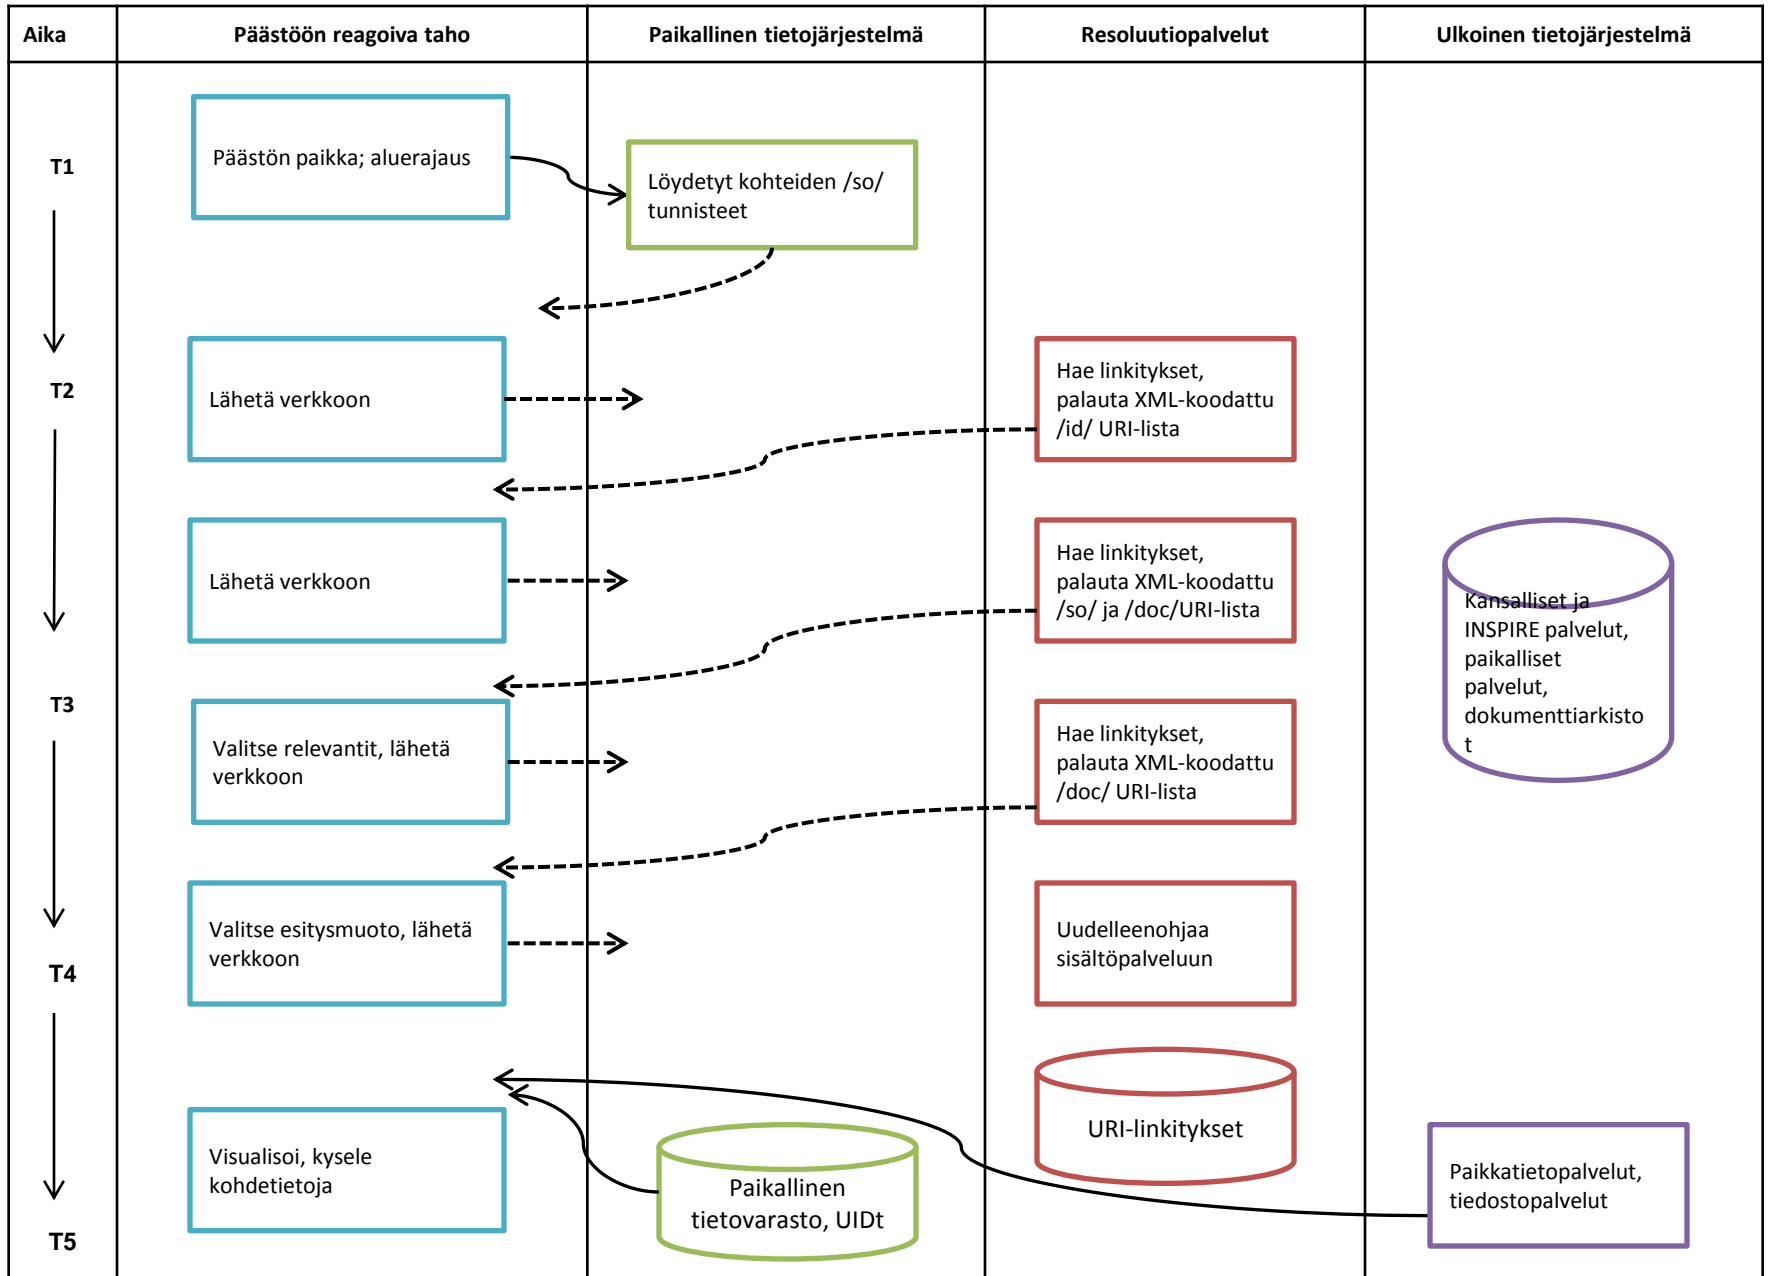 Aika
Päästöön reagoiva taho
Paikallinen tietojärjestelmä
Resoluutiopalvelut
Ulkoinen tietojärjestelmä
T1
Päästön paikka; aluerajaus
Löydetyt kohteiden /so/
tunnisteet
T2
Lähetä verkkoon
Hae linkitykset,
palauta XML-koodattu
/id/ URI-lista
Lähetä verkkoon
Hae linkitykset,
palauta XML-koodattu
/so/ ja /doc/URI-lista
Kansalliset ja
INSPIRE palvelut,
paikalliset
palvelut,
dokumenttiarkisto
t
T3
Valitse relevantit, lähetä
verkkoon
Hae linkitykset,
palauta XML-koodattu
/doc/ URI-lista
T4
Valitse esitysmuoto, lähetä
verkkoon
Uudelleenohjaa
sisältöpalveluun
URI-linkitykset
Visualisoi, kysele
kohdetietoja
Paikallinen
tietovarasto, UIDt
Paikkatietopalvelut,
tiedostopalvelut
T5